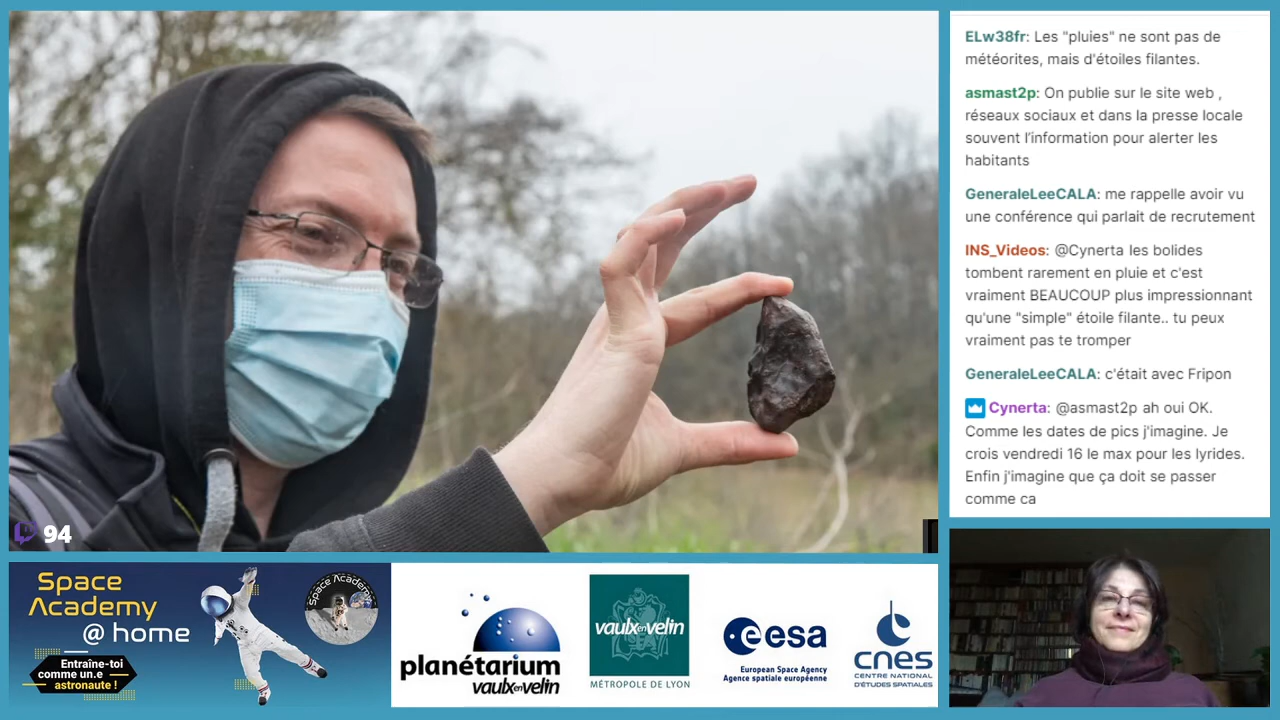 ELw38fr: Les "pluies" ne sont pas de
météorites, mais d'étoiles filantes.
asmast2p: On publie sur le site web ,
réseaux sociaux et dans la presse locale
souvent l'information pour alerter les
habitants
GeneraleLeeCALA: me rappelle avoir vu
une conférence qui parlait de recrutement
INS_Videos: @Cynerta les bolides
tombent rarement en pluie et c'est
vraiment BEAUCOUP plus impressionnant
qu'une "simple" étoile filante.. tu peux
vraiment pas te tromper
GeneraleLeeCALA: c'était avec Fripon
Cynerta: @asmast2p ah oui OK.
Comme les dates de pics j'imagine. Je
crois vendredi 16 le max pour les lyrides.
Enfin j'imagine que ça doit se passer
comme ca
94
Space
Academy
@ home
Entraîne-toi
comme un.e
astronaute !
Space Academy
planétarium
vaulx en velin
vaulx en velin
MÉTROPOLE DE LYON
esa
European Space Agency
Agence spatiale européenne
cnes
CENTRE NATIONAL
D'ÉTUDES SPATIALES